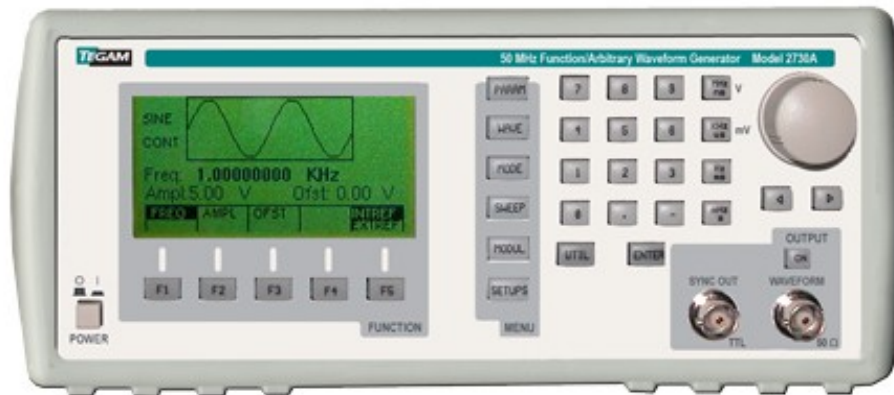 TEGAM
50 MHz Function/Arbitrary Waveform Generator Model 2730A
SINE
CONT
Freq: 1.00000000 KHz
Ampl:5.00 V Ofst: 0.00 V
FREQ AMPL OFST INTREF
EXTREF
F1 F2 F3 F4 F5
FUNCTION
POWER
PARAM
WAVE
MODE
SWEEP
MODUL
SETUPS
MENU
7 8 9 MHz V
4 5 6 KHz mV
1 2 3
0 . -
UTIL ENTER
OUTPUT
ON
SYNC OUT WAVEFORM
TTL 50 Ω